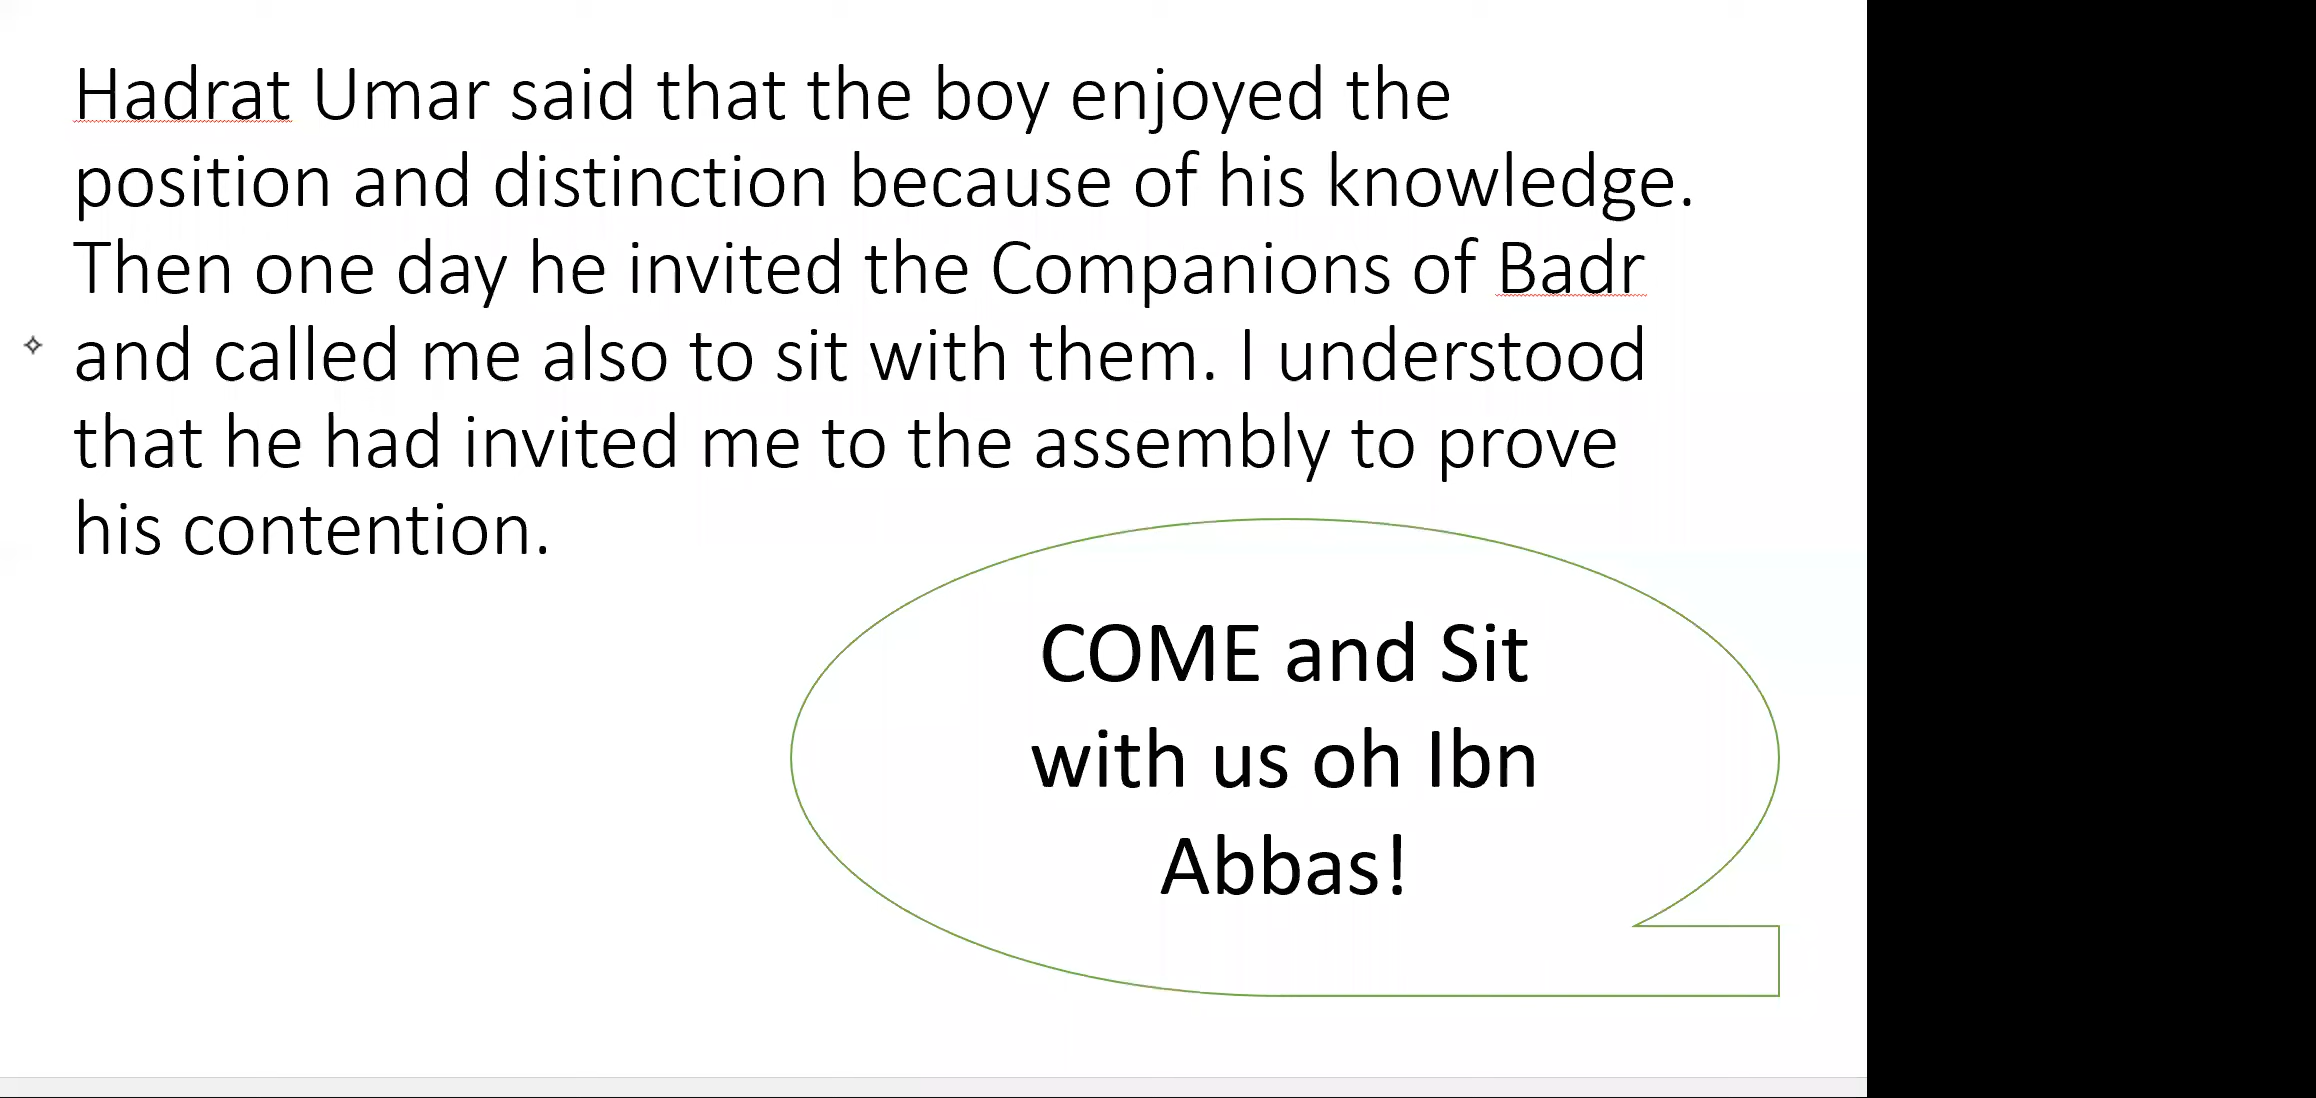 Hadrat Umar said that the boy enjoyed the
position and distinction because of his knowledge.
Then one day he invited the Companions of Badr
and called me also to sit with them. I understood
that he had invited me to the assembly to prove
his contention.
COME and Sit
with us oh Ibn
Abbas!